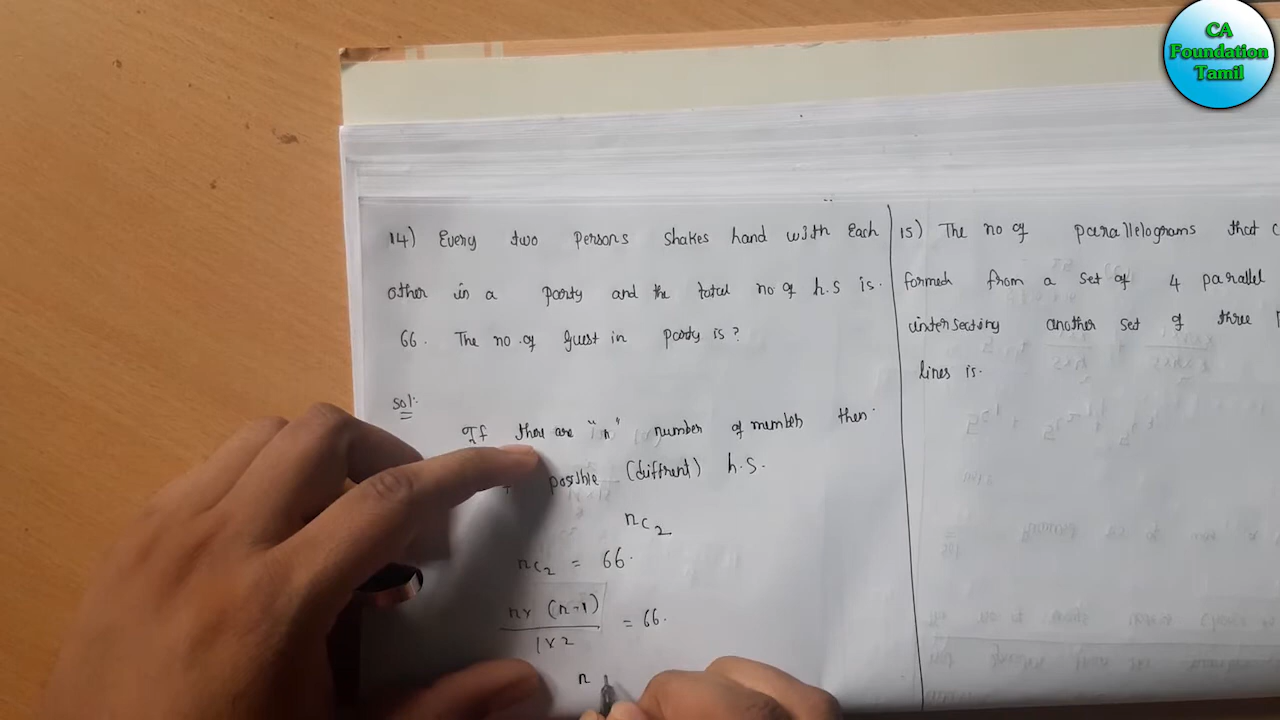 CA
Foundation
Tamil
14) Every two Persons shakes hand with Each
other in a party and the total no of h.s is.
66. The no.of guest in party is?
Sol:
If there are "n" number of members then
possible (diffrent) h.s.
nC2
nC2 = 66.
n× (n-1)
1×2
= 66.
n
15) The no of parallelograms that
formed from a set of 4 parallel
intersecting another set of three
lines is.